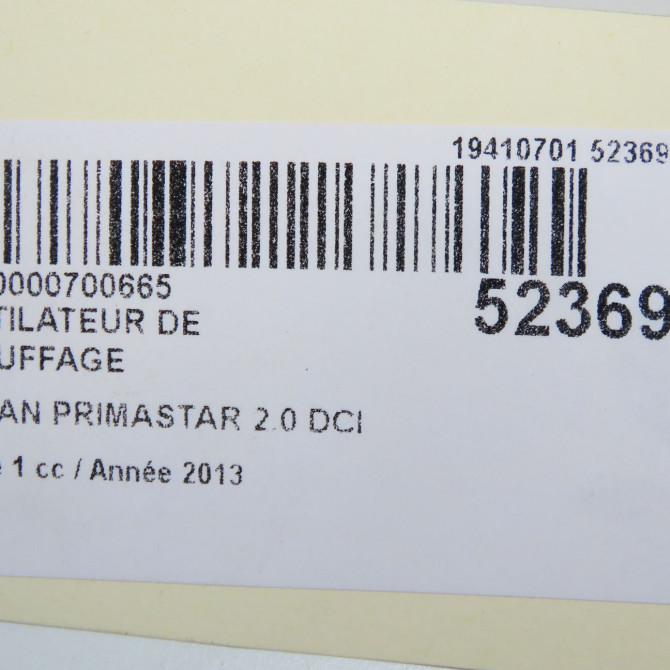 19410701 52369
0000700665
52369
TILATEUR DE
UFFAGE
AN PRIMASTAR 2.0 DCI
1 cc / Année 2013